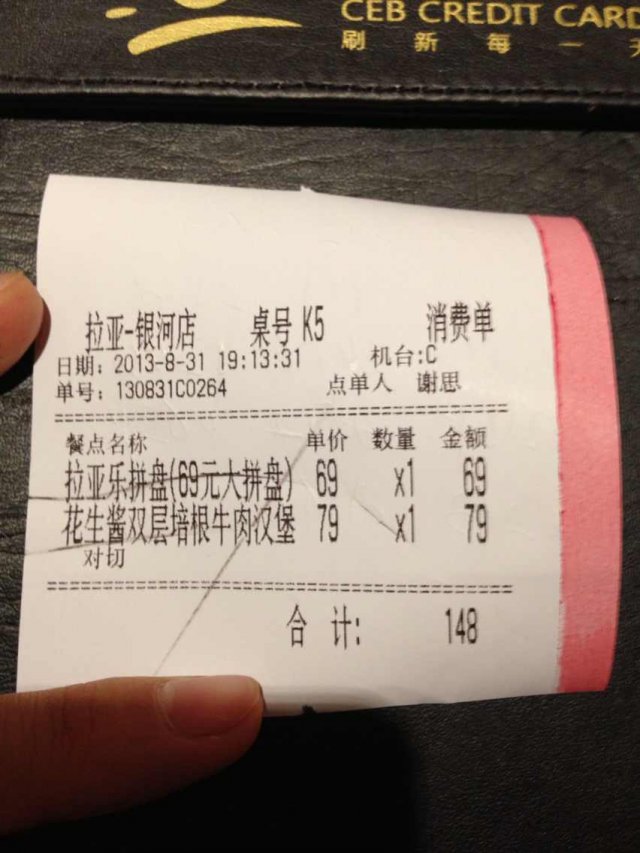 CEB CREDIT CARD
刷 新 每 一
拉亚-银河店 桌号 K5 消费单
日期: 2013-8-31 19:13:31 机台:C
单号: 130831C0264 点单人 谢思
餐点名称 单价 数量 金额
拉亚乐拼盘(69元大拼盘) 69 x1 69
花生酱双层培根牛肉汉堡 79 x1 79
对切
合 计: 148